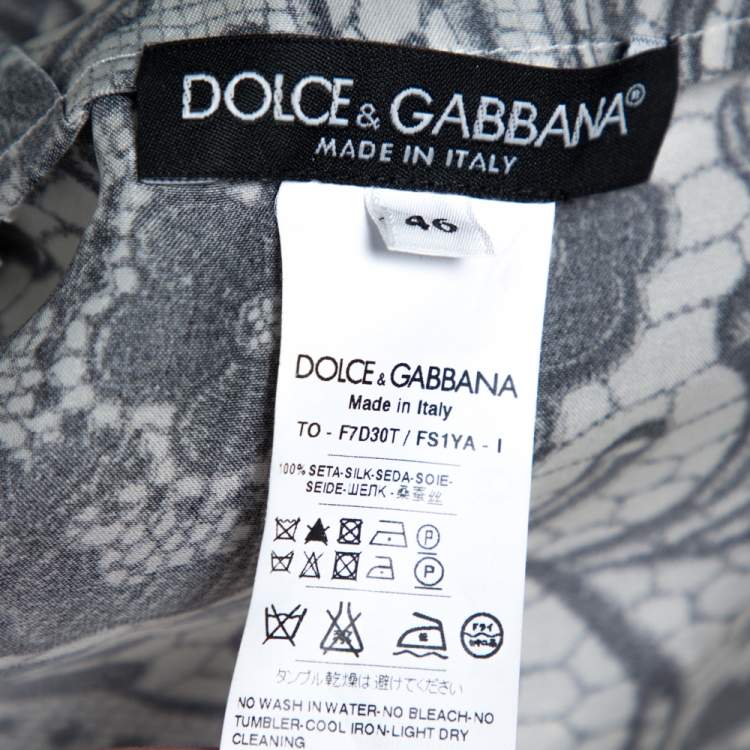 DOLCE & GABBANA®
MADE IN ITALY
46
DOLCE & GABBANA
Made in Italy
TO - F7D30T / FS1YA - I
100% SETA-SILK-SEDA-SOIE-
SEIDE-ШЕЛК-桑蚕丝
P
P
低 ドライ
タンブル乾燥は避けてください
NO WASH IN WATER-NO BLEACH-NO
TUMBLER-COOL IRON-LIGHT DRY
CLEANING